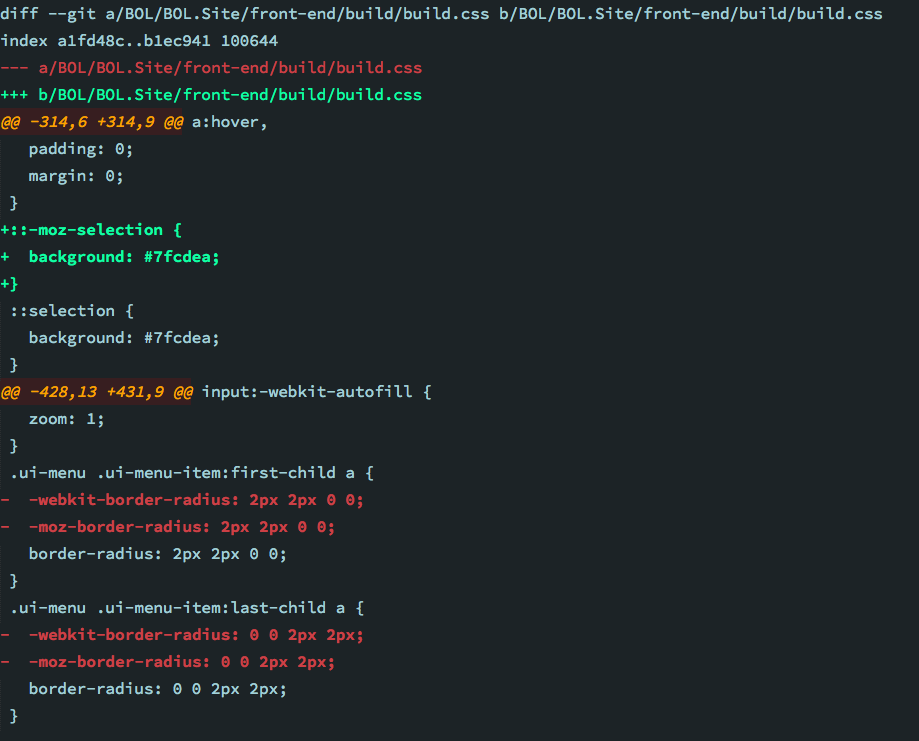 diff --git a/BOL/BOL.Site/front-end/build/build.css b/BOL/BOL.Site/front-end/build/build.css
index a1fd48c..b1ec941 100644
--- a/BOL/BOL.Site/front-end/build/build.css
+++ b/BOL/BOL.Site/front-end/build/build.css
@@ -314,6 +314,9 @@ a:hover,
   padding: 0;
   margin: 0;
 }
+::-moz-selection {
+  background: #7fcdea;
+}
 ::selection {
   background: #7fcdea;
 }
@@ -428,13 +431,9 @@ input:-webkit-autofill {
   zoom: 1;
 }
 .ui-menu .ui-menu-item:first-child a {
-  -webkit-border-radius: 2px 2px 0 0;
-  -moz-border-radius: 2px 2px 0 0;
   border-radius: 2px 2px 0 0;
 }
 .ui-menu .ui-menu-item:last-child a {
-  -webkit-border-radius: 0 0 2px 2px;
-  -moz-border-radius: 0 0 2px 2px;
   border-radius: 0 0 2px 2px;
 }